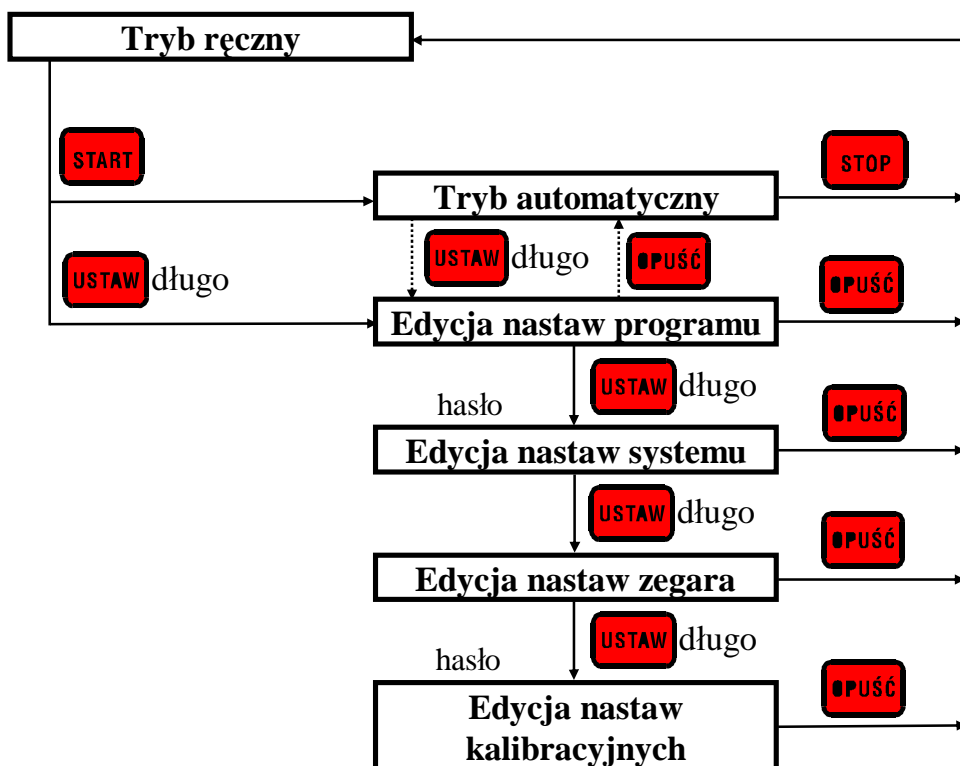 Tryb ręczny
START
STOP
Tryb automatyczny
USTAW długo
OPUŚĆ
USTAW długo
OPUŚĆ
Edycja nastaw programu
USTAW długo
OPUŚĆ
hasło
Edycja nastaw systemu
USTAW długo
OPUŚĆ
Edycja nastaw zegara
USTAW długo
hasło
OPUŚĆ
Edycja nastaw
kalibracyjnych